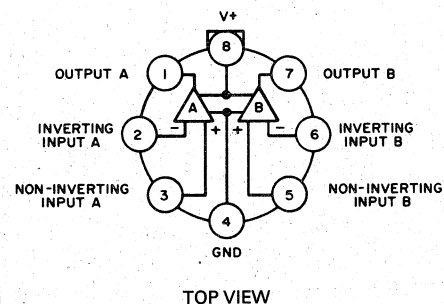 V+
8
1
7
OUTPUT A
OUTPUT B
A
B
INVERTING
INPUT A
2
−
+
+
−
6
INVERTING
INPUT B
NON-INVERTING
INPUT A
3
5
NON-INVERTING
INPUT B
4
GND
TOP VIEW